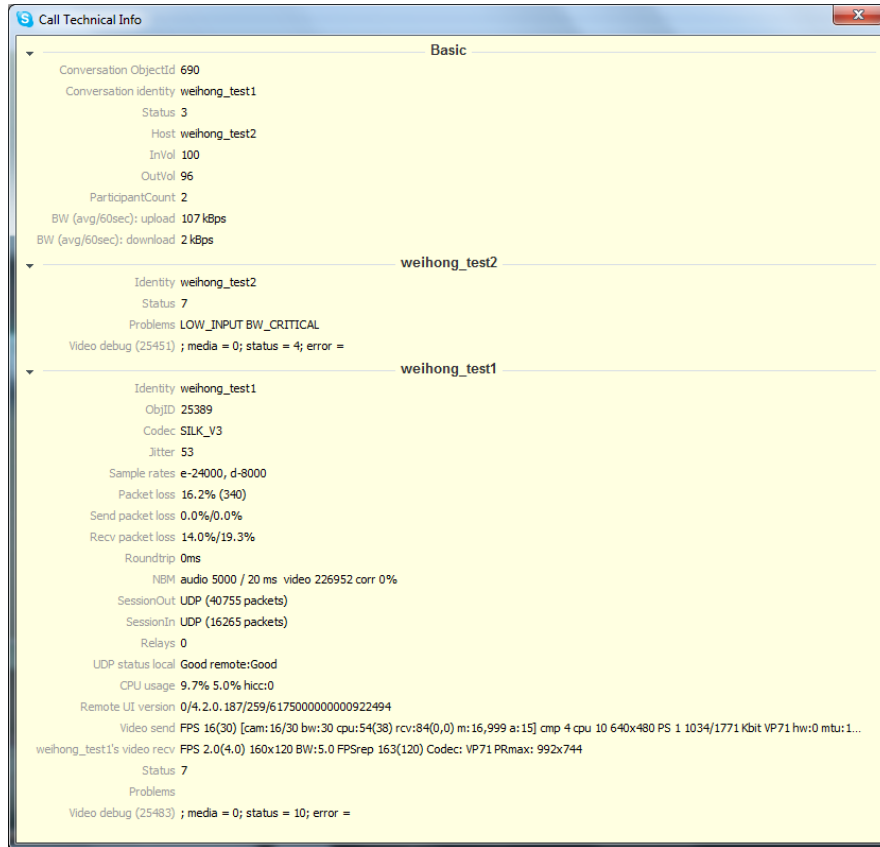 Call Technical Info
Basic
Conversation ObjectId 690
Conversation identity weihong_test1
Status 3
Host weihong_test2
InVol 100
OutVol 96
ParticipantCount 2
BW (avg/60sec): upload 107 kBps
BW (avg/60sec): download 2 kBps
weihong_test2
Identity weihong_test2
Status 7
Problems LOW_INPUT BW_CRITICAL
Video debug (25451) ; media = 0; status = 4; error =
weihong_test1
Identity weihong_test1
ObjID 25389
Codec SILK_V3
Jitter 53
Sample rates e-24000, d-8000
Packet loss 16.2% (340)
Send packet loss 0.0%/0.0%
Recv packet loss 14.0%/19.3%
Roundtrip 0ms
NBM audio 5000 / 20 ms video 226952 corr 0%
SessionOut UDP (40755 packets)
SessionIn UDP (16265 packets)
Relays 0
UDP status local Good remote:Good
CPU usage 9.7% 5.0% hicc:0
Remote UI version 0/4.2.0.187/259/6175000000000922494
Video send FPS 16(30) [cam:16/30 bw:30 cpu:54(38) rcv:84(0,0) m:16,999 a:15] cmp 4 cpu 10 640x480 PS 1 1034/1771 Kbit VP71 hw:0 mtu:1...
weihong_test1's video recv FPS 2.0(4.0) 160x120 BW:5.0 FPSrep 163(120) Codec: VP71 PRmax: 992x744
Status 7
Problems
Video debug (25483) ; media = 0; status = 10; error =